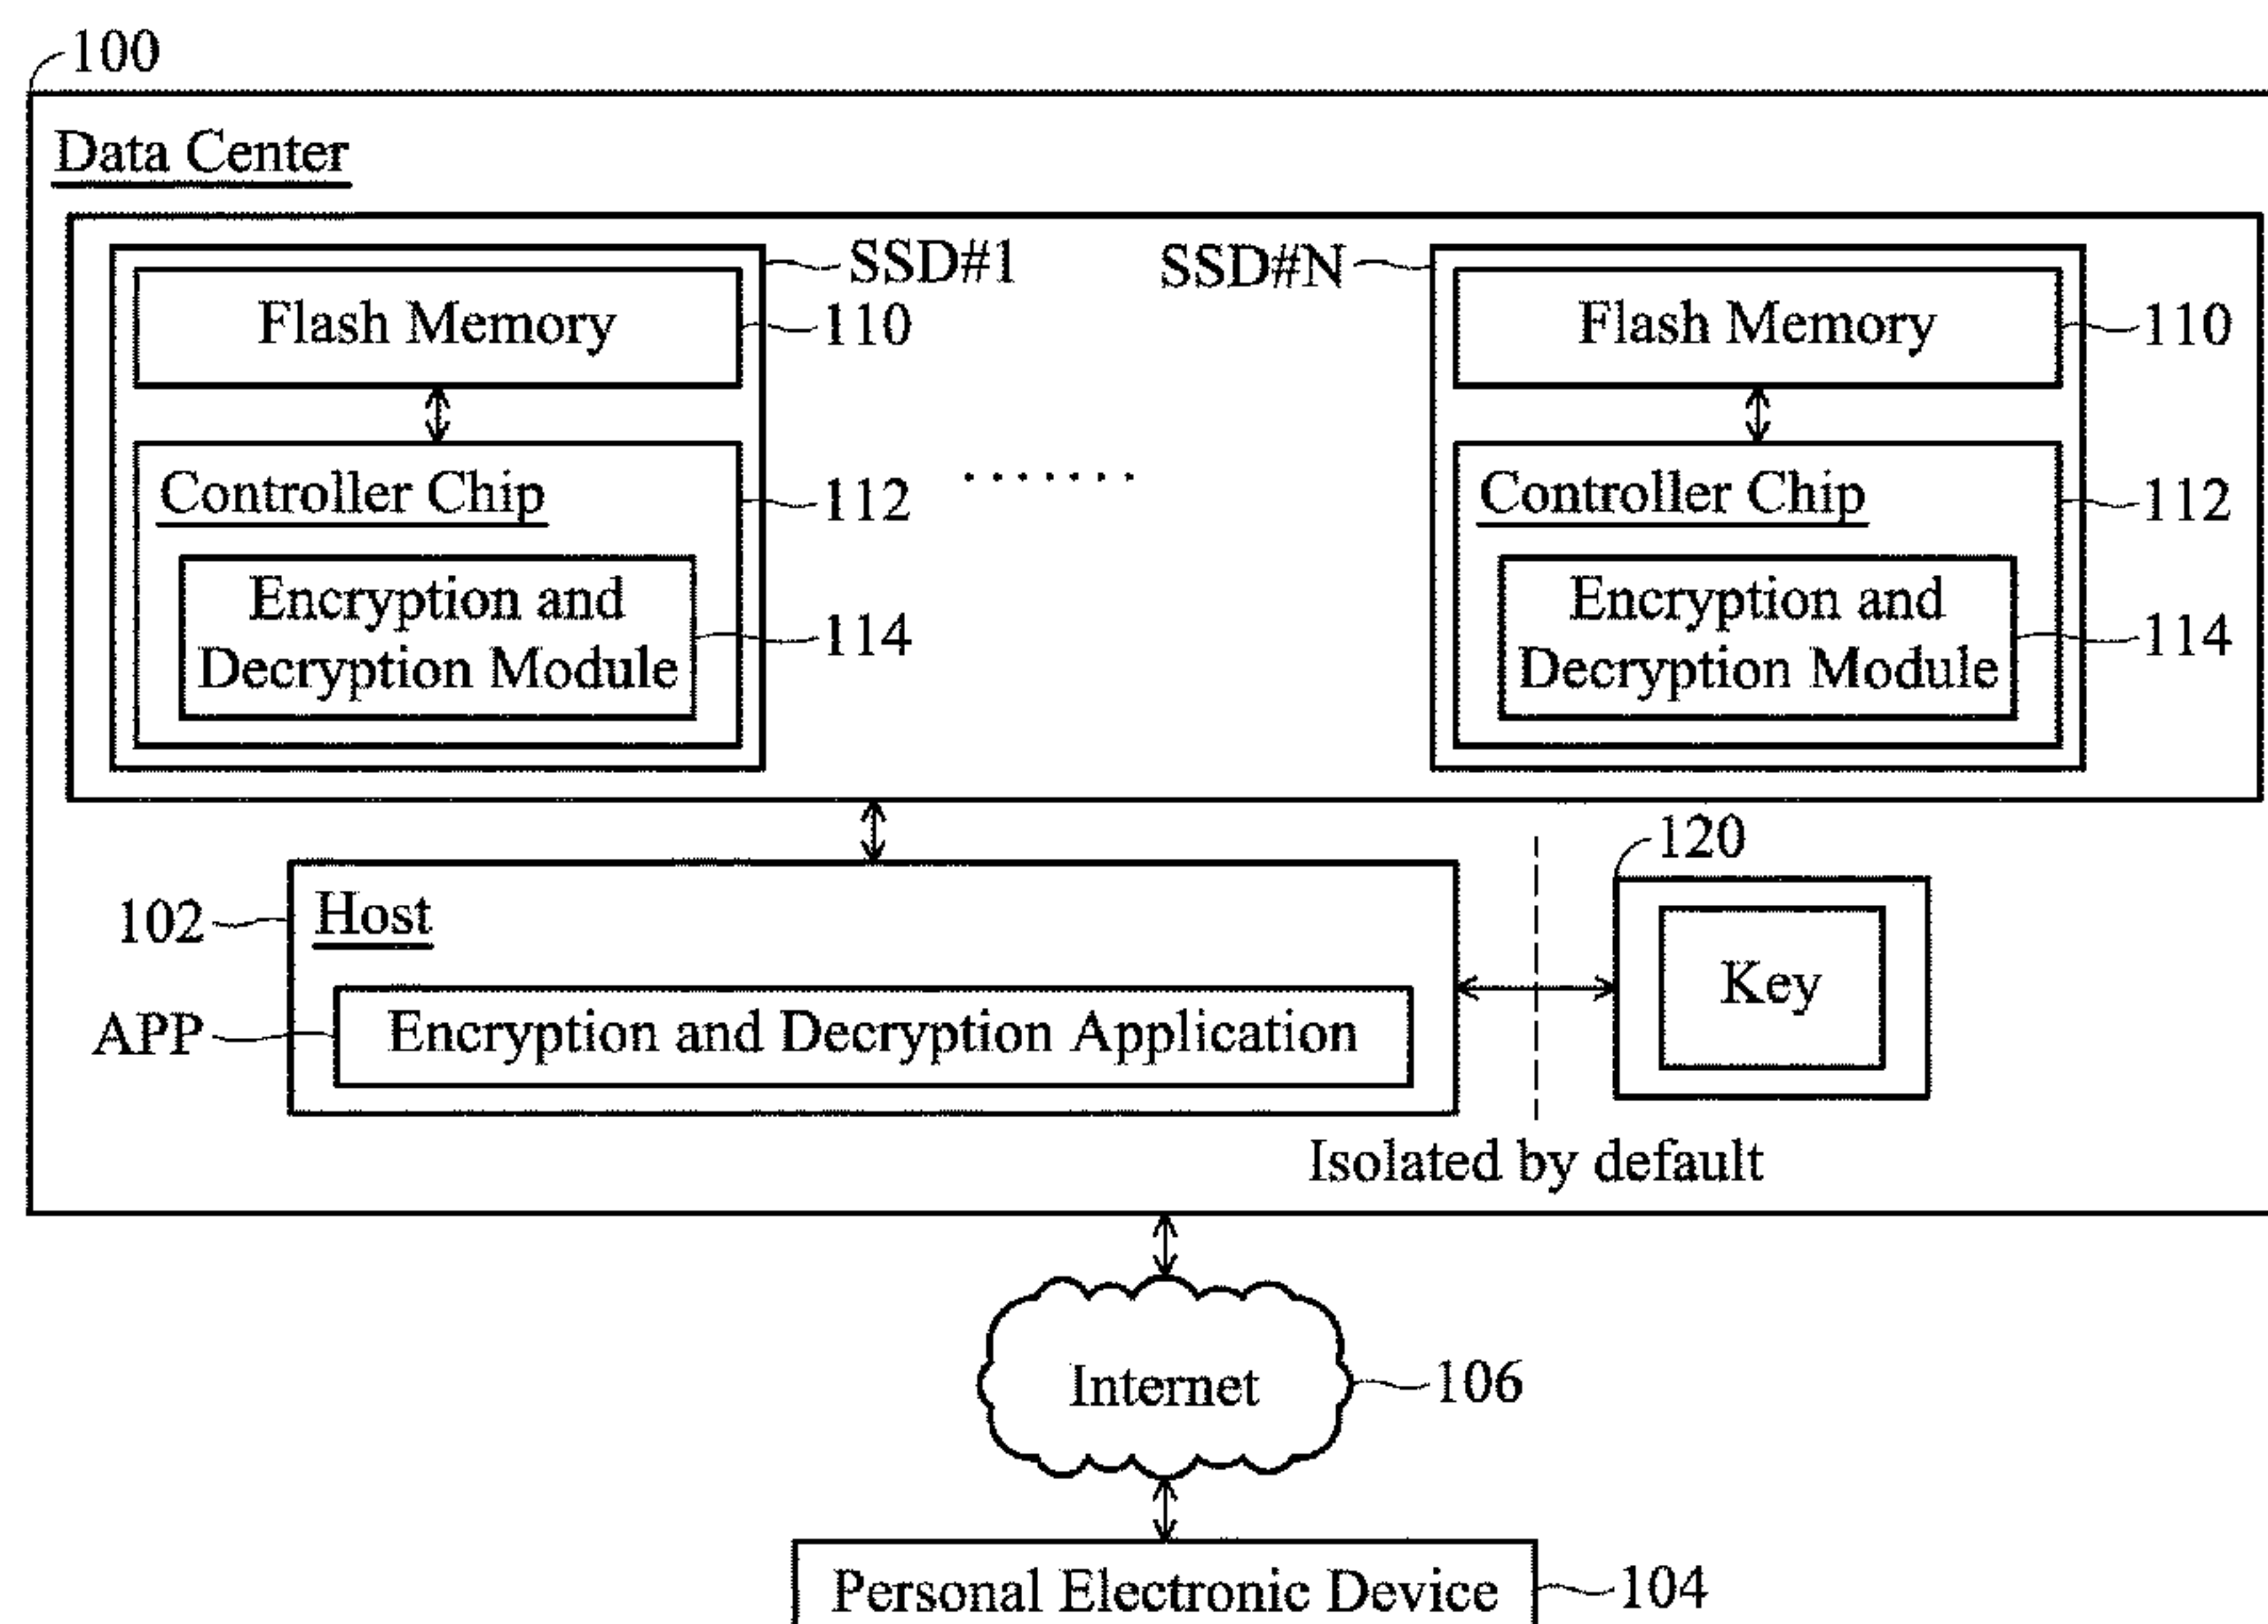 100
Data Center
SSD#1
SSD#N
Flash Memory
110
Flash Memory
110
Controller Chip
112
.......
Controller Chip
112
Encryption and
Decryption Module
114
Encryption and
Decryption Module
114
120
102
Host
Key
APP
Encryption and Decryption Application
Isolated by default
Internet
106
Personal Electronic Device
104